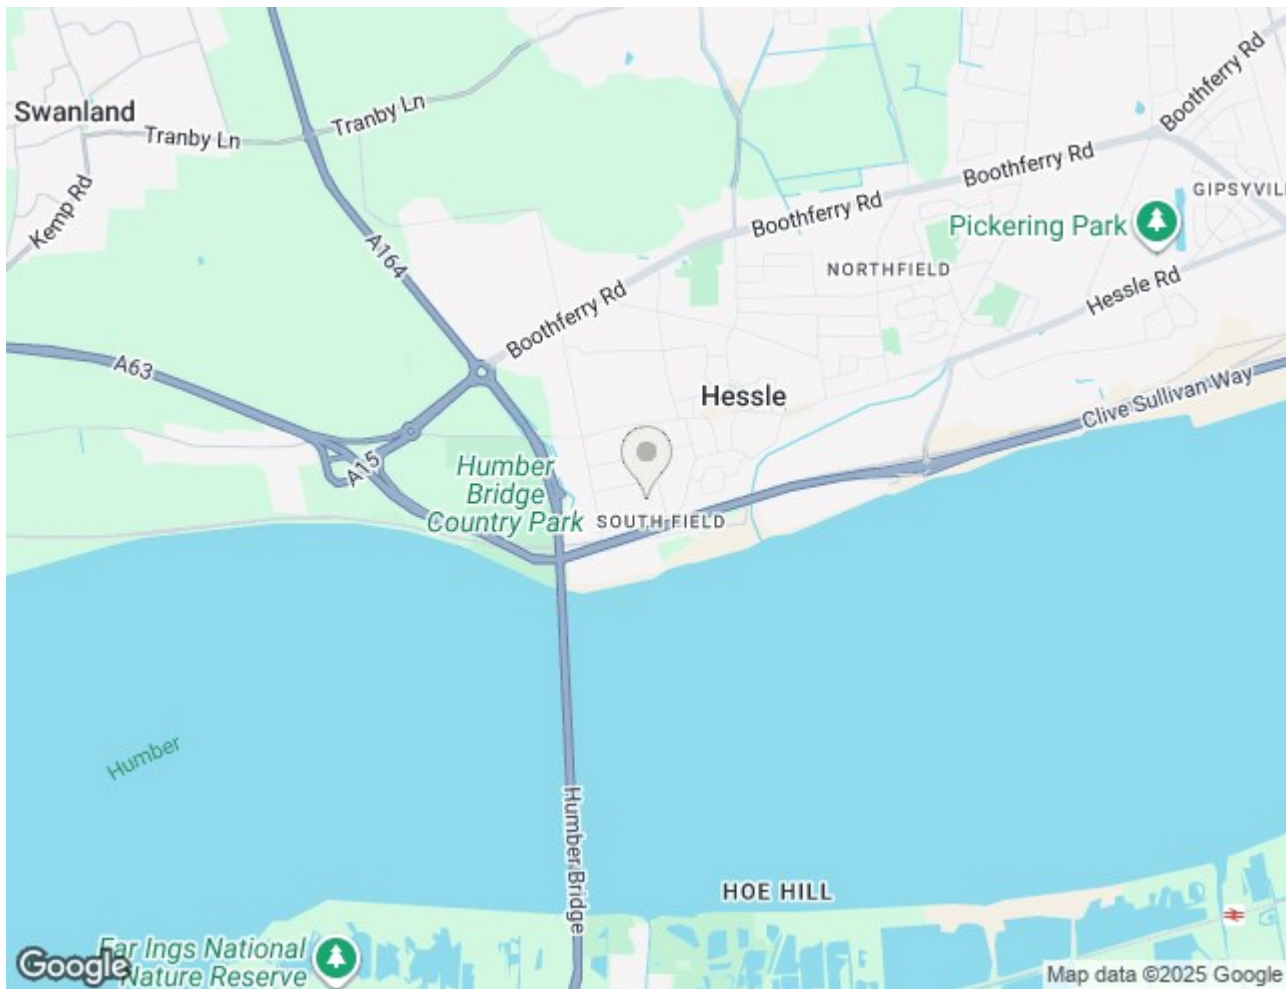 Swanland
Tranby Ln
Tranby Ln
Kemp Rd
A164
Boothferry Rd
Boothferry Rd
Boothferry Rd
Boothferry Rd
GIPSYVIL
Pickering Park
NORTHFIELD
Hessle Rd
A63
Hessle
Clive Sullivan Way
A15
Humber
Bridge
Country Park
SOUTH FIELD
Humber
Humber Bridge
HOE HILL
Far Ings National
Nature Reserve
Google
Map data ©2025 Google